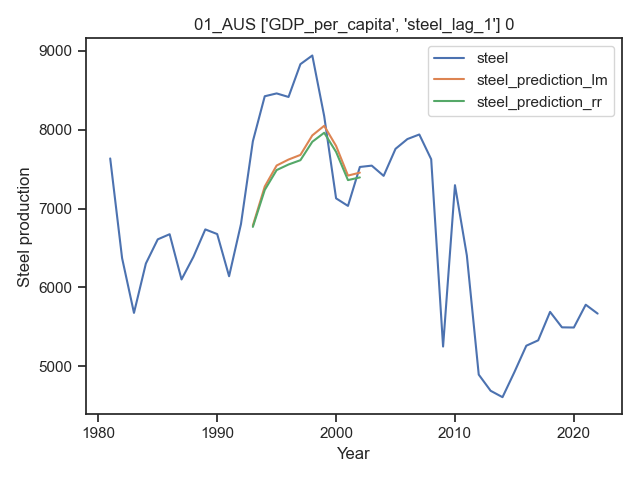 01_AUS ['GDP_per_capita', 'steel_lag_1'] 0
steel
steel_prediction_lm
steel_prediction_rr
9000
8000
7000
6000
5000
Steel production
1980
1990
2000
2010
2020
Year